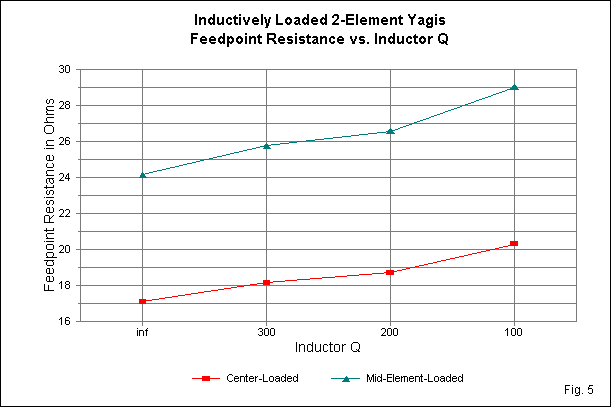 Inductively Loaded 2-Element Yagis
Feedpoint Resistance vs. Inductor Q
Feedpoint Resistance in Ohms
30
28
26
24
22
20
18
16
inf 300 200 100
Inductor Q
Center-Loaded Mid-Element-Loaded
Fig. 5